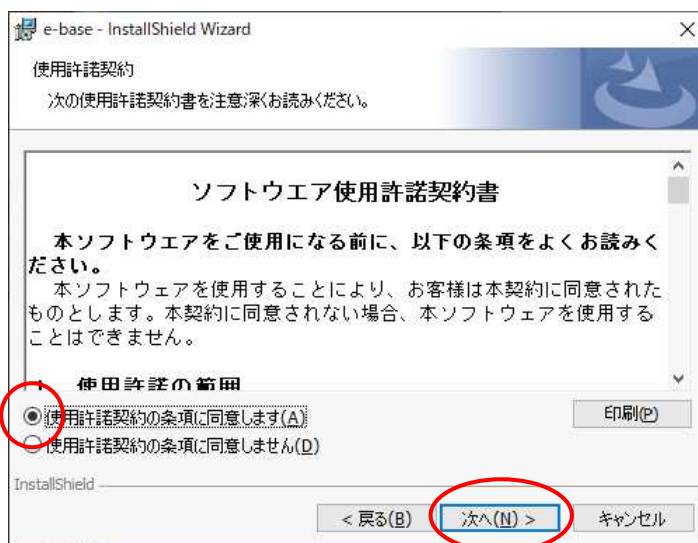 e-base - InstallShield Wizard
使用許諾契約
次の使用許諾契約書を注意深くお読みください。
ソフトウエア使用許諾契約書
本ソフトウエアをご使用になる前に、以下の条項をよくお読みく
ださい。
本ソフトウェアを使用することにより、お客様は本契約に同意された
ものとします。本契約に同意されない場合、本ソフトウェアを使用する
ことはできません。
1. 使用許諾の範囲
使用許諾契約の条項に同意します(A)
印刷(P)
使用許諾契約の条項に同意しません(D)
InstallShield
< 戻る(B)
次へ(N) >
キャンセル